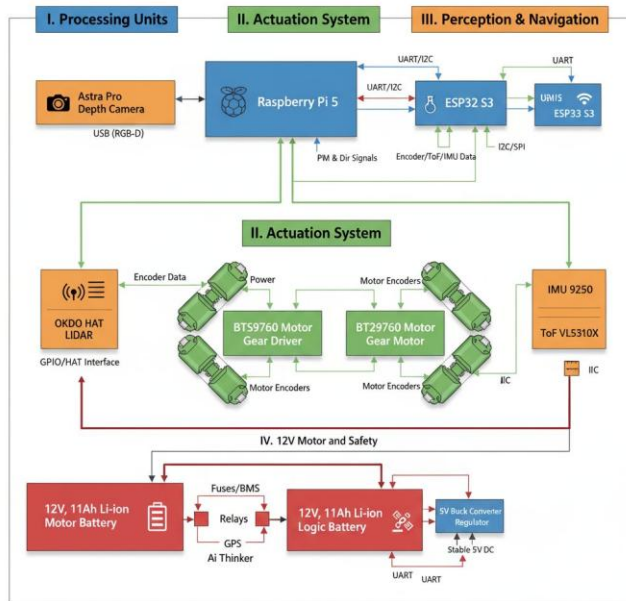 I. Processing Units
II. Actuation System
III. Perception & Navigation
Astra Pro
Depth Camera
USB (RGB-D)
Raspberry Pi 5
UART/I2C
UART/I2C
ESP32 S3
UART
UiMIS
ESP33 S3
PIM & Dir Signals
Encoder/ToF/IMU Data
I2C/SPI
II. Actuation System
OKDO HAT
LIDAR
GPIO/HAT Interface
Encoder Data
Power
Motor Encoders
BTS9760 Motor
Gear Driver
BT29760 Motor
Gear Motor
Motor Encoders
Motor Encoders
IMU 9250
ToF VL5310X
IIC
IIC
IV. 12V Motor and Safety
12V, 11Ah Li-ion
Motor Battery
Fuses/BMS
Relays
GPS
Ai Thinker
12V, 11Ah Li-ion
Logic Battery
5V Buck Converter
Regulator
Stable 5V DC
UART
UART